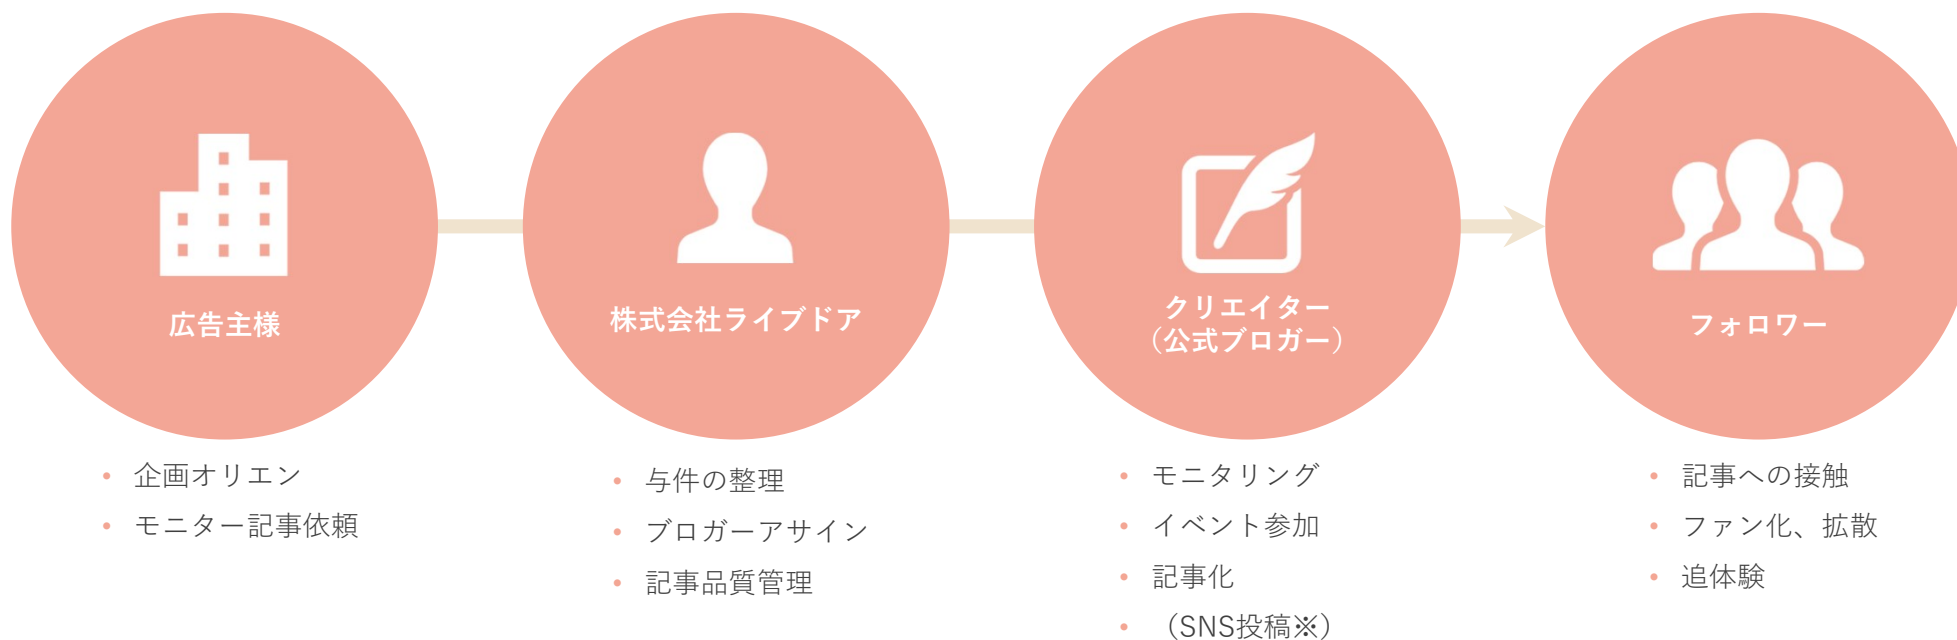 広告主様
• 企画オリエン
• モニター記事依頼
株式会社ライブドア
• 与件の整理
• ブロガーアサイン
• 記事品質管理
クリエイター
（公式ブロガー）
• モニタリング
• イベント参加
• 記事化
• （SNS投稿※）
フォロワー
• 記事への接触
• ファン化、拡散
• 追体験